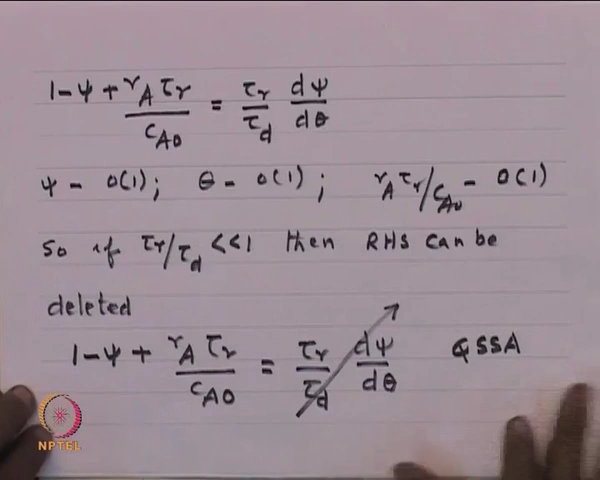 1-ψ + r_A τ_r / C_A0 = τ_r / τ_d dψ / dθ
ψ - O(1); θ - O(1); r_A τ_r / C_A0 - O(1)
So if τ_r / τ_d << 1 then RHS can be
deleted
1-ψ + r_A τ_r / C_A0 = τ_r / τ_d dψ / dθ QSSA
NPTEL